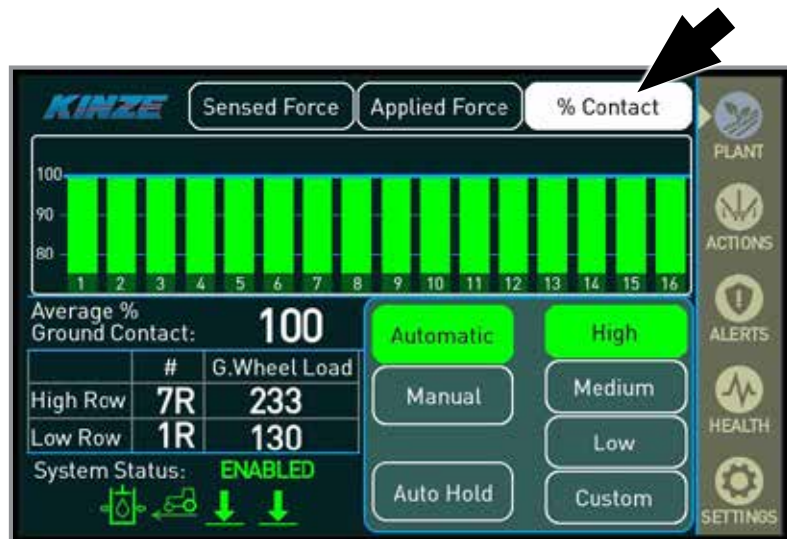 KINZE Sensed Force Applied Force % Contact
PLANT
100
90
80
1 2 3 4 5 6 7 8 9 10 11 12 13 14 15 16
ACTIONS
Average %
Ground Contact: 100
# G.Wheel Load
High Row 7R 233
Low Row 1R 130
System Status: ENABLED
Automatic High
Manual Medium
Low
Auto Hold Custom
ALERTS
HEALTH
SETTINGS